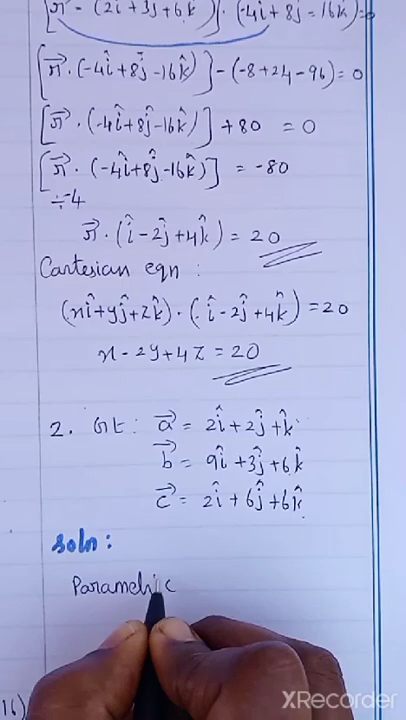 [r⃗ - (2î + 3ĵ + 6k̂)] · (-4î + 8ĵ - 16k̂) = 0
[r⃗ · (-4î + 8ĵ - 16k̂)] - (-8 + 24 - 96) = 0
[r⃗ · (-4î + 8ĵ - 16k̂)] + 80 = 0
[r⃗ · (-4î + 8ĵ - 16k̂)] = -80
÷ -4
r⃗ · (î - 2ĵ + 4k̂) = 20
Cartesian eqn :
(xî + yĵ + zk̂) · (î - 2ĵ + 4k̂) = 20
x - 2y + 4z = 20
2. Gt : a⃗ = 2î + 2ĵ + k̂
b⃗ = 9î + 3ĵ + 6k̂
c⃗ = 2î + 6ĵ + 6k̂
Soln :
Parametric
16)
XRecorder